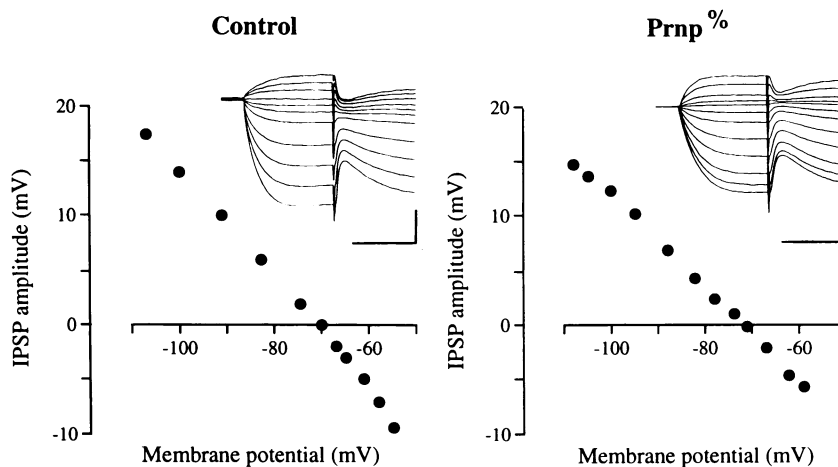 Control
Prnp%
20
10
0
-10
-100
-80
-60
IPSP amplitude (mV)
Membrane potential (mV)
20
10
0
-10
-100
-80
-60
IPSP amplitude (mV)
Membrane potential (mV)